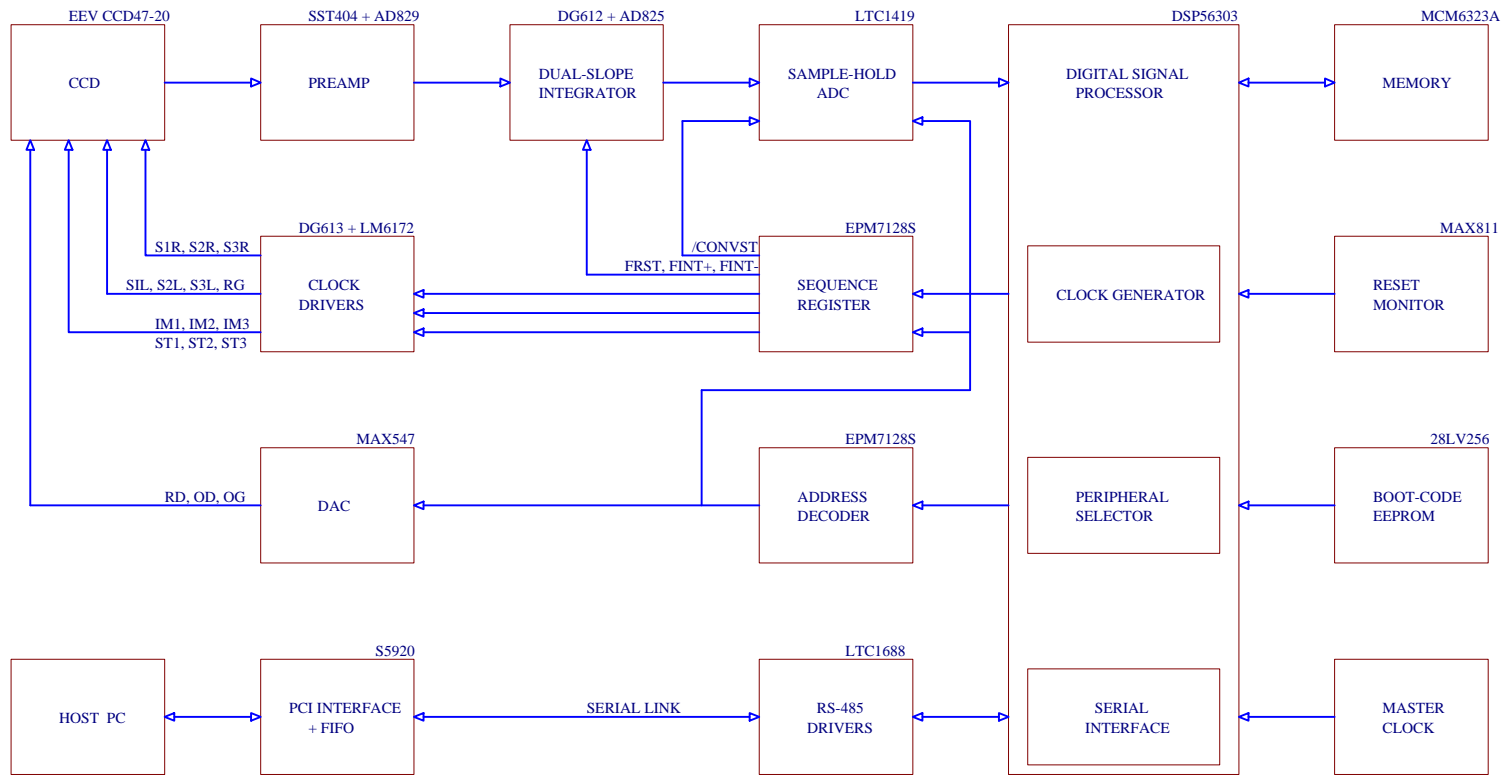 EEV CCD47-20
SST404 + AD829
DG612 + AD825
LTC1419
DSP56303
MCM6323A
CCD
PREAMP
DUAL-SLOPE
INTEGRATOR
SAMPLE-HOLD
ADC
DIGITAL SIGNAL
PROCESSOR
MEMORY
DG613 + LM6172
EPM7128S
MAX811
S1R, S2R, S3R
SIL, S2L, S3L, RG
IM1, IM2, IM3
ST1, ST2, ST3
CLOCK
DRIVERS
/CONVST
FRST, FINT+, FINT-
SEQUENCE
REGISTER
CLOCK GENERATOR
RESET
MONITOR
MAX547
EPM7128S
28LV256
RD, OD, OG
DAC
ADDRESS
DECODER
PERIPHERAL
SELECTOR
BOOT-CODE
EEPROM
S5920
LTC1688
HOST PC
PCI INTERFACE
+ FIFO
SERIAL LINK
RS-485
DRIVERS
SERIAL
INTERFACE
MASTER
CLOCK